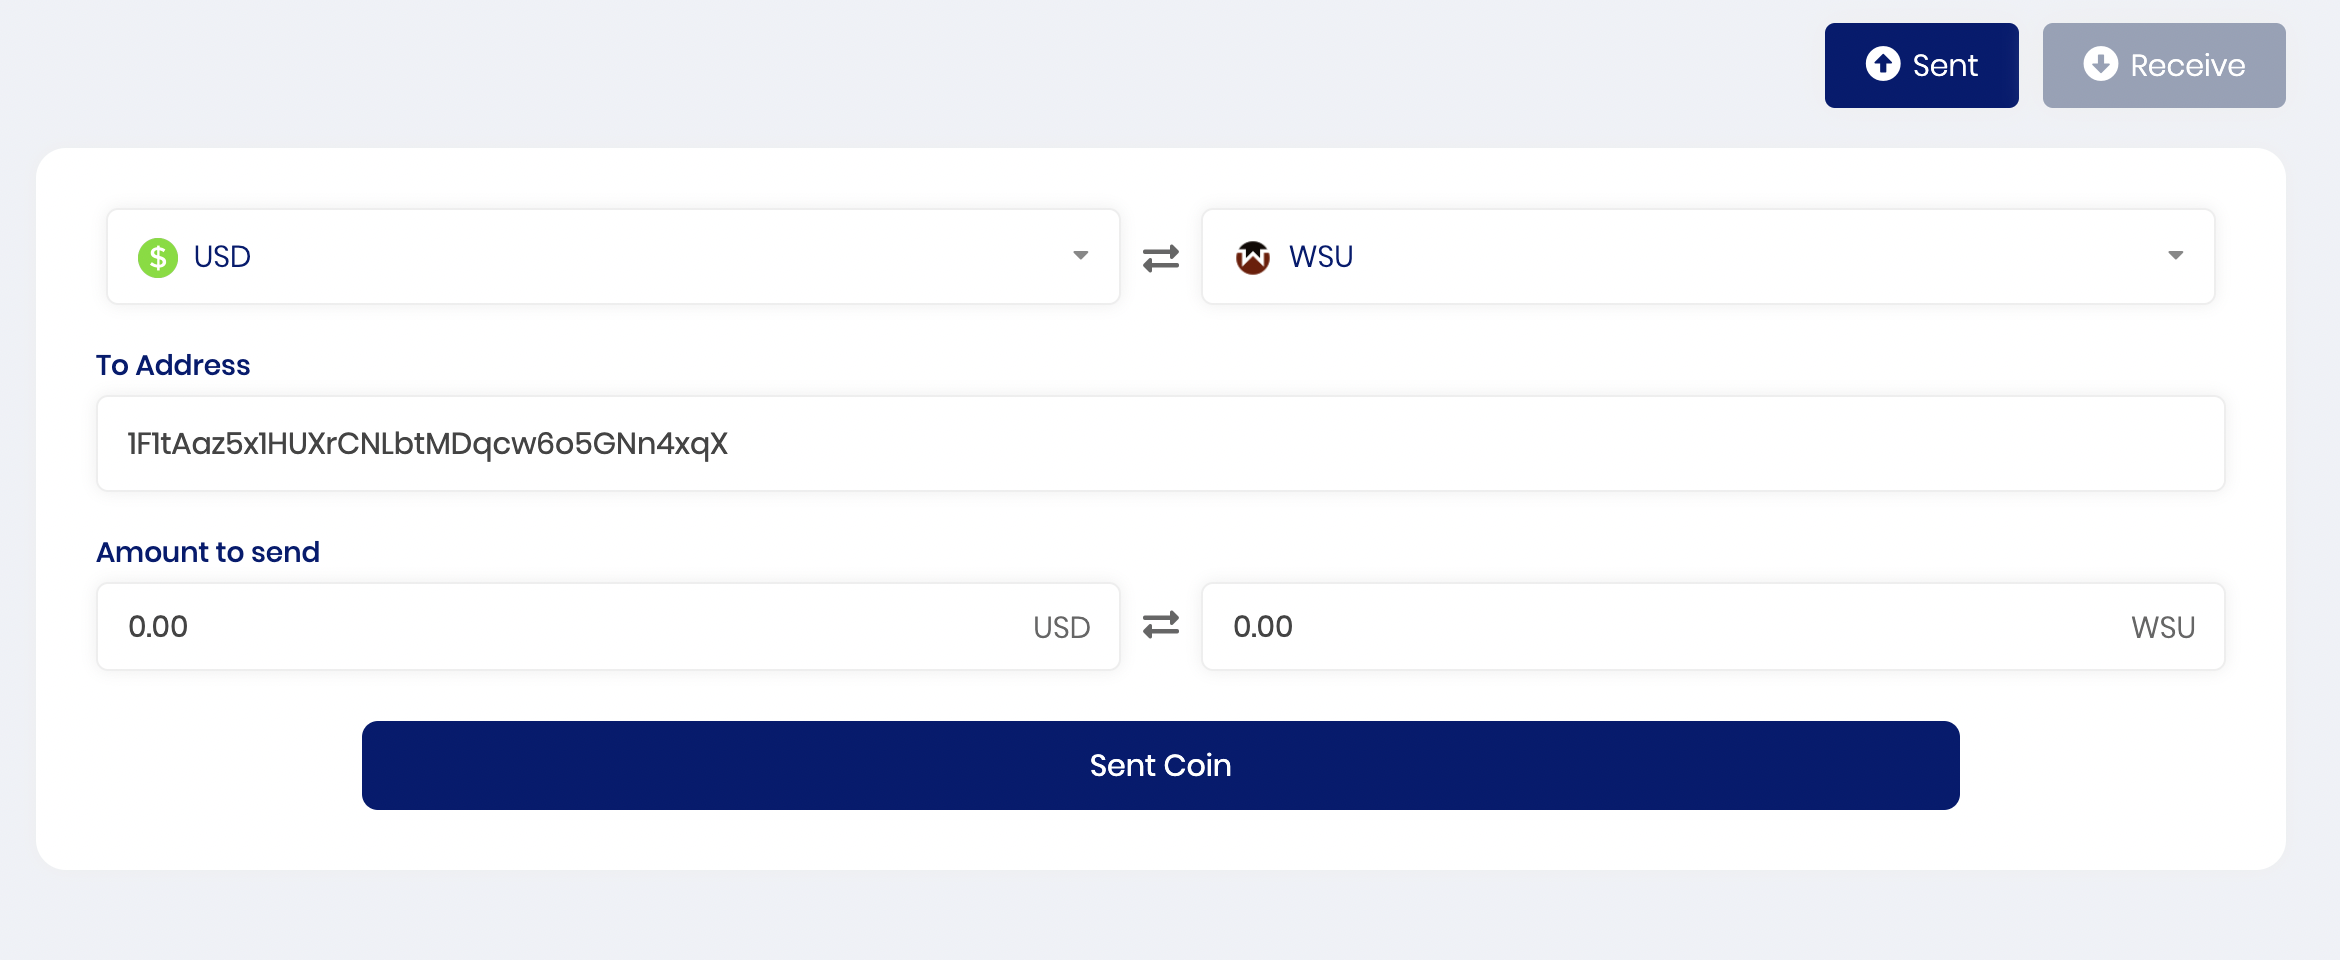 Sent Receive
$ USD WSU
To Address
1F1tAaz5x1HUXrCNLbtMDqcw6o5GNn4xqX
Amount to send
0.00 USD 0.00 WSU
Sent Coin